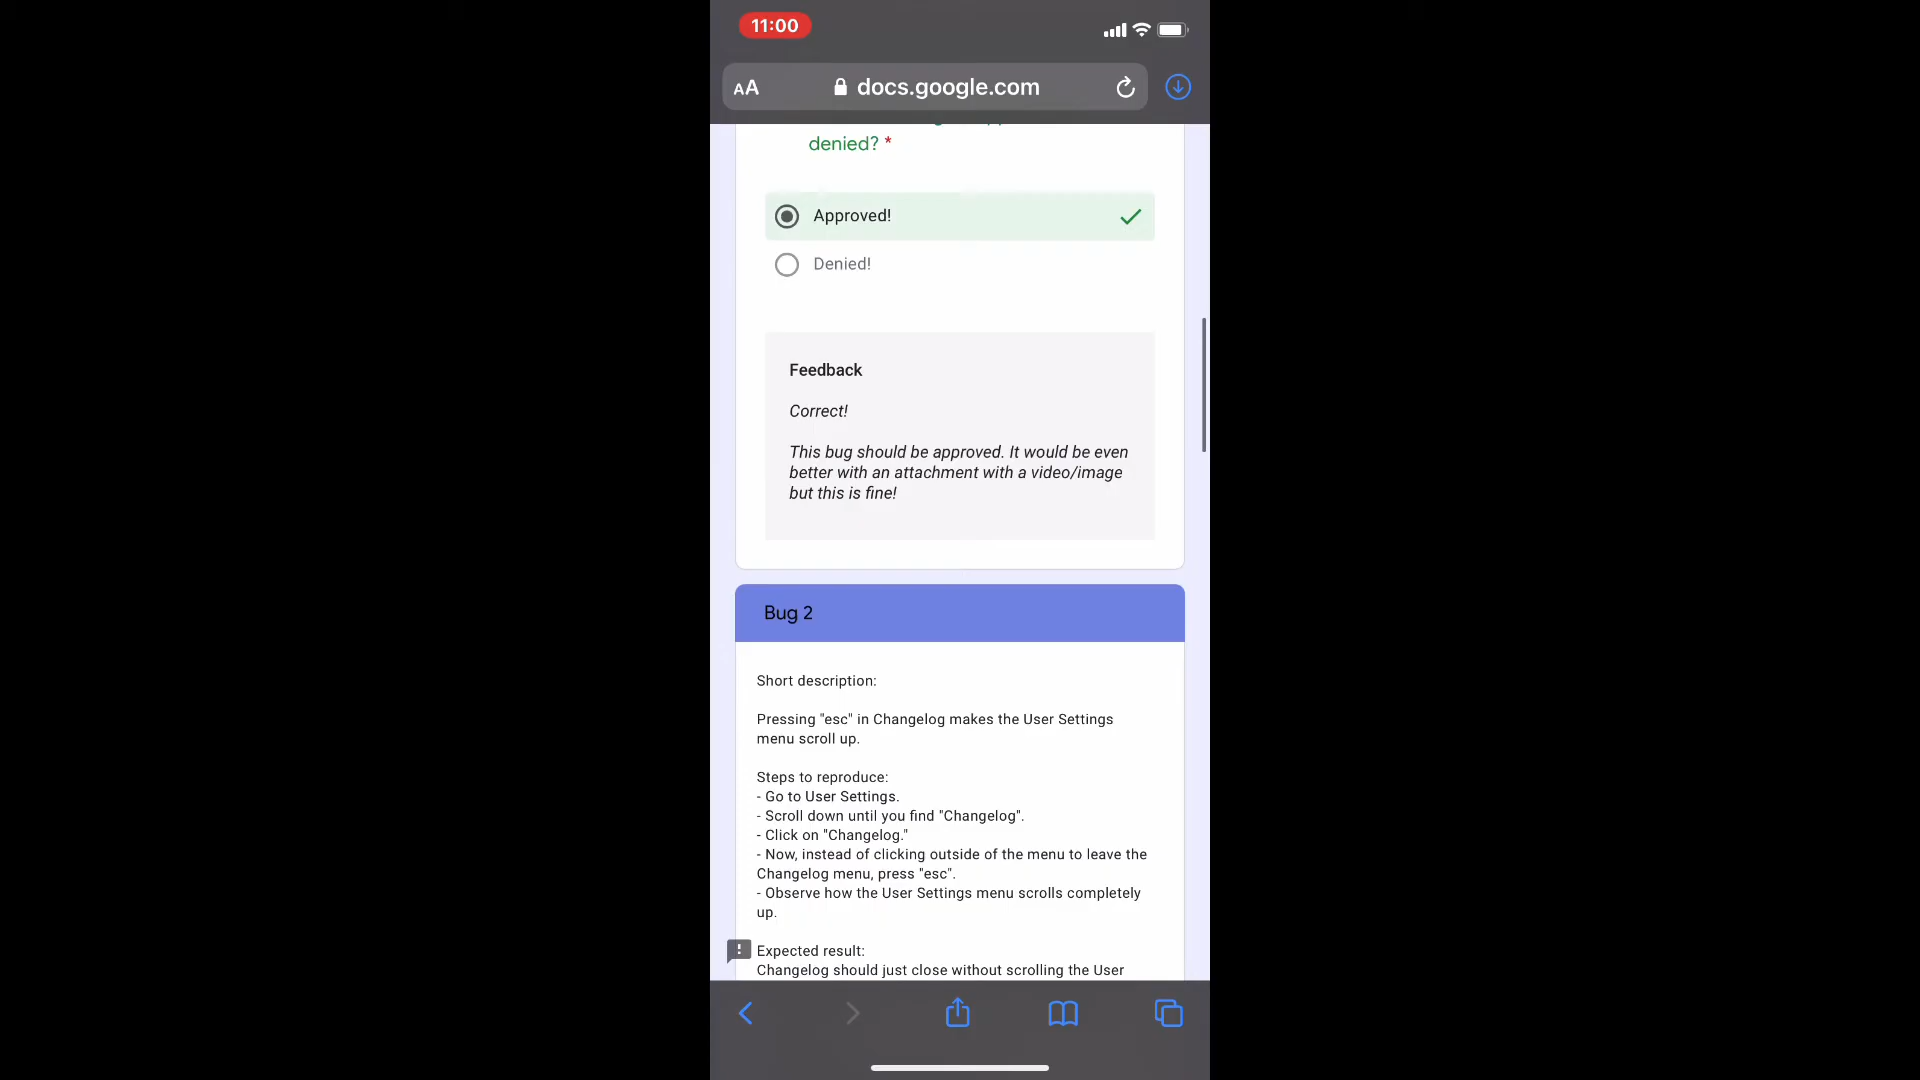 11:00
AA docs.google.com
denied? *
Approved!
Denied!
Feedback
Correct!
This bug should be approved. It would be even
better with an attachment with a video/image
but this is fine!
Bug 2
Short description:
Pressing "esc" in Changelog makes the User Settings
menu scroll up.
Steps to reproduce:
- Go to User Settings.
- Scroll down until you find "Changelog".
- Click on "Changelog."
- Now, instead of clicking outside of the menu to leave the
Changelog menu, press "esc".
- Observe how the User Settings menu scrolls completely
up.
Expected result:
Changelog should just close without scrolling the User